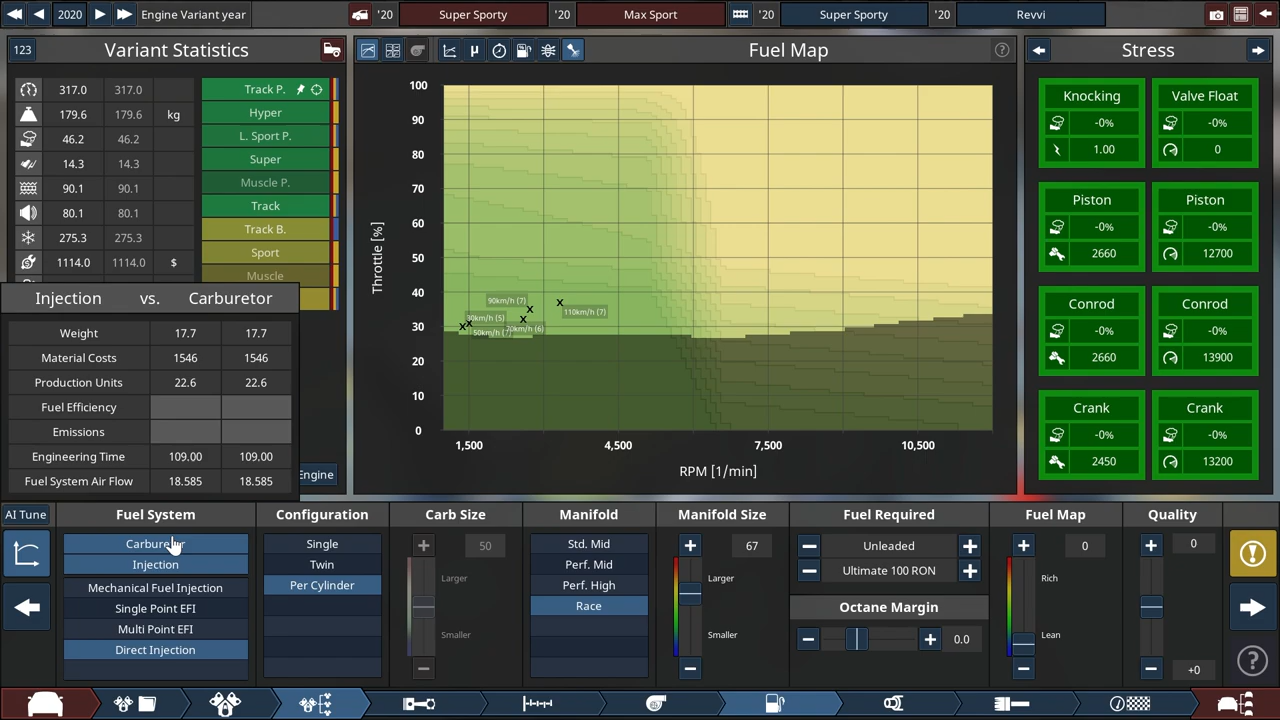 2020 Engine Variant year '20 Super Sporty '20 Max Sport '20 Super Sporty '20 Revvi
123 Variant Statistics
317.0 317.0
179.6 179.6 kg
46.2 46.2
14.3 14.3
90.1 90.1
80.1 80.1
275.3 275.3
1114.0 1114.0 $
Track P.
Hyper
L. Sport P.
Super
Muscle P.
Track
Track B.
Sport
Muscle
Engine
Injection vs. Carburetor
Weight 17.7 17.7
Material Costs 1546 1546
Production Units 22.6 22.6
Fuel Efficiency
Emissions
Engineering Time 109.00 109.00
Fuel System Air Flow 18.585 18.585
Fuel Map
Throttle [%]
100
90
80
70
60
50
40
30
20
10
0
90km/h (7)
110km/h (7)
30km/h (5)
50km/h (7)
70km/h (6)
1,500 4,500 7,500 10,500
RPM [1/min]
Stress
Knocking Valve Float
-0% -0%
1.00 0
Piston Piston
-0% -0%
2660 12700
Conrod Conrod
-0% -0%
2660 13900
Crank Crank
-0% -0%
2450 13200
AI Tune
Fuel System
Carburetor
Injection
Mechanical Fuel Injection
Single Point EFI
Multi Point EFI
Direct Injection
Configuration
Single
Twin
Per Cylinder
Carb Size
50
Larger
Smaller
Manifold
Std. Mid
Perf. Mid
Perf. High
Race
Manifold Size
67
Larger
Smaller
Fuel Required
Unleaded
Ultimate 100 RON
Octane Margin
0.0
Fuel Map
0
Rich
Lean
Quality
0
+0